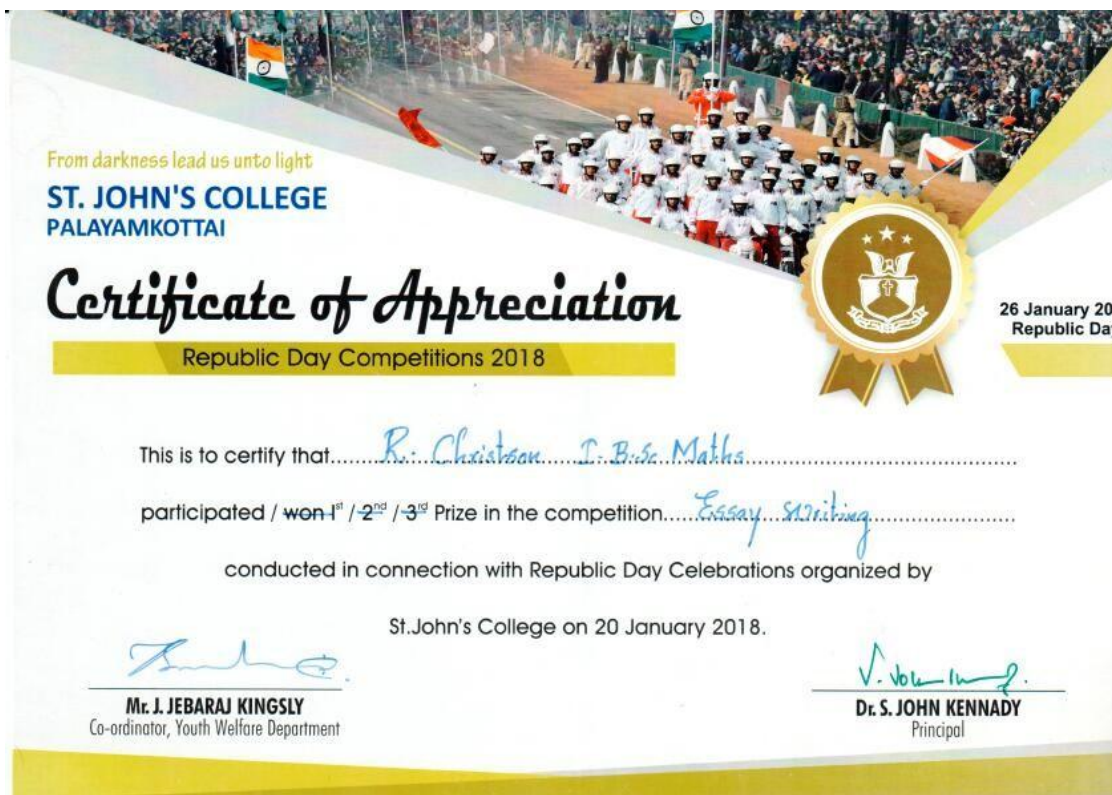 From darkness lead us unto light
ST. JOHN'S COLLEGE
PALAYAMKOTTAI
Certificate of Appreciation
Republic Day Competitions 2018
26 January 20
Republic Day
This is to certify that R. Christson I-B.Sc Maths
participated / won 1st / 2nd / 3rd Prize in the competition Essay writing
conducted in connection with Republic Day Celebrations organized by
St.John's College on 20 January 2018.
Mr. J. JEBARAJ KINGSLY
Co-ordinator, Youth Welfare Department
Dr. S. JOHN KENNADY
Principal